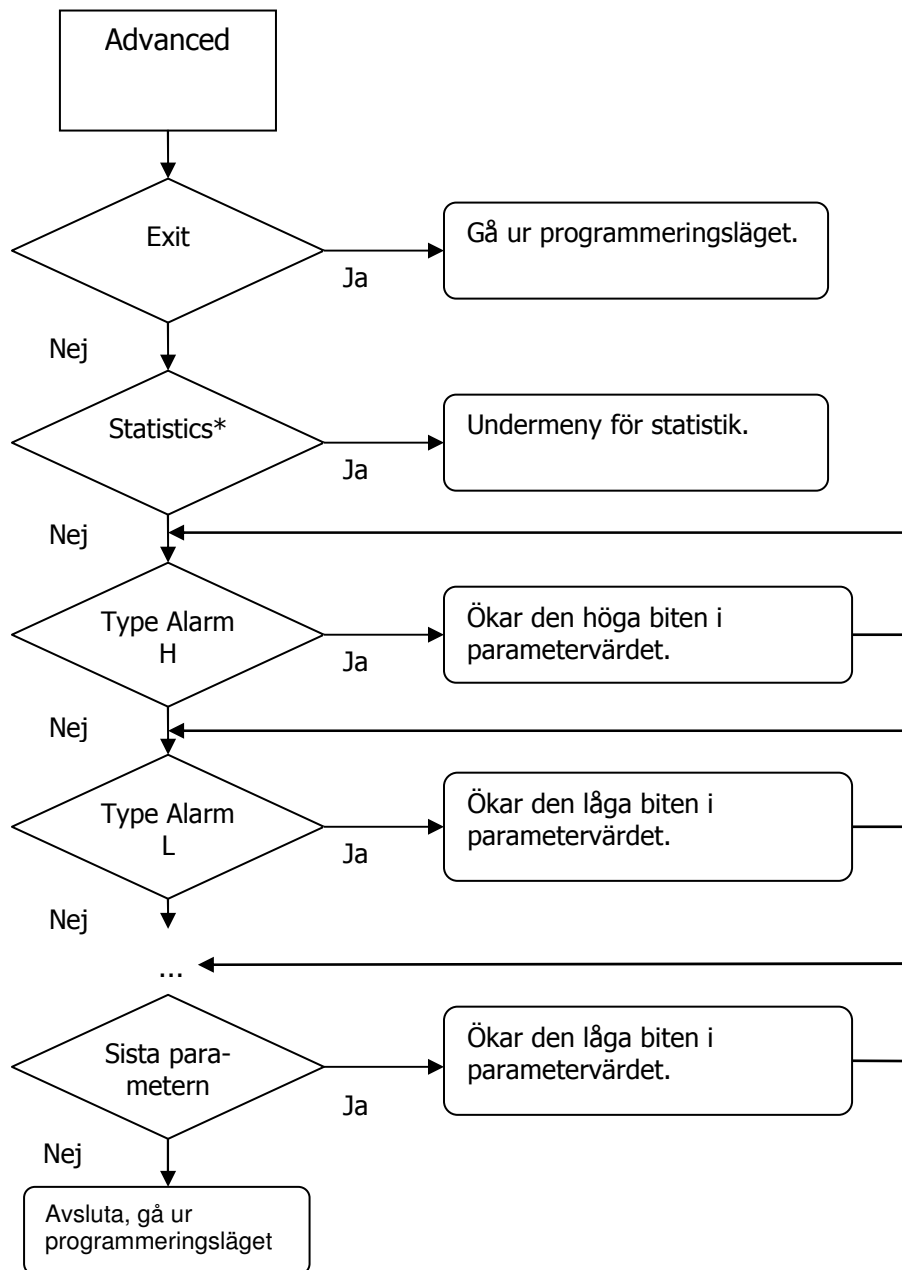 Advanced
Exit
Gå ur programmeringsläget.
Ja
Nej
Statistics*
Undermeny för statistik.
Ja
Nej
Type Alarm
H
Ökar den höga biten i
parametervärdet.
Ja
Nej
Type Alarm
L
Ökar den låga biten i
parametervärdet.
Ja
Nej
...
Sista para-
metern
Ökar den låga biten i
parametervärdet.
Ja
Nej
Avsluta, gå ur
programmeringsläget